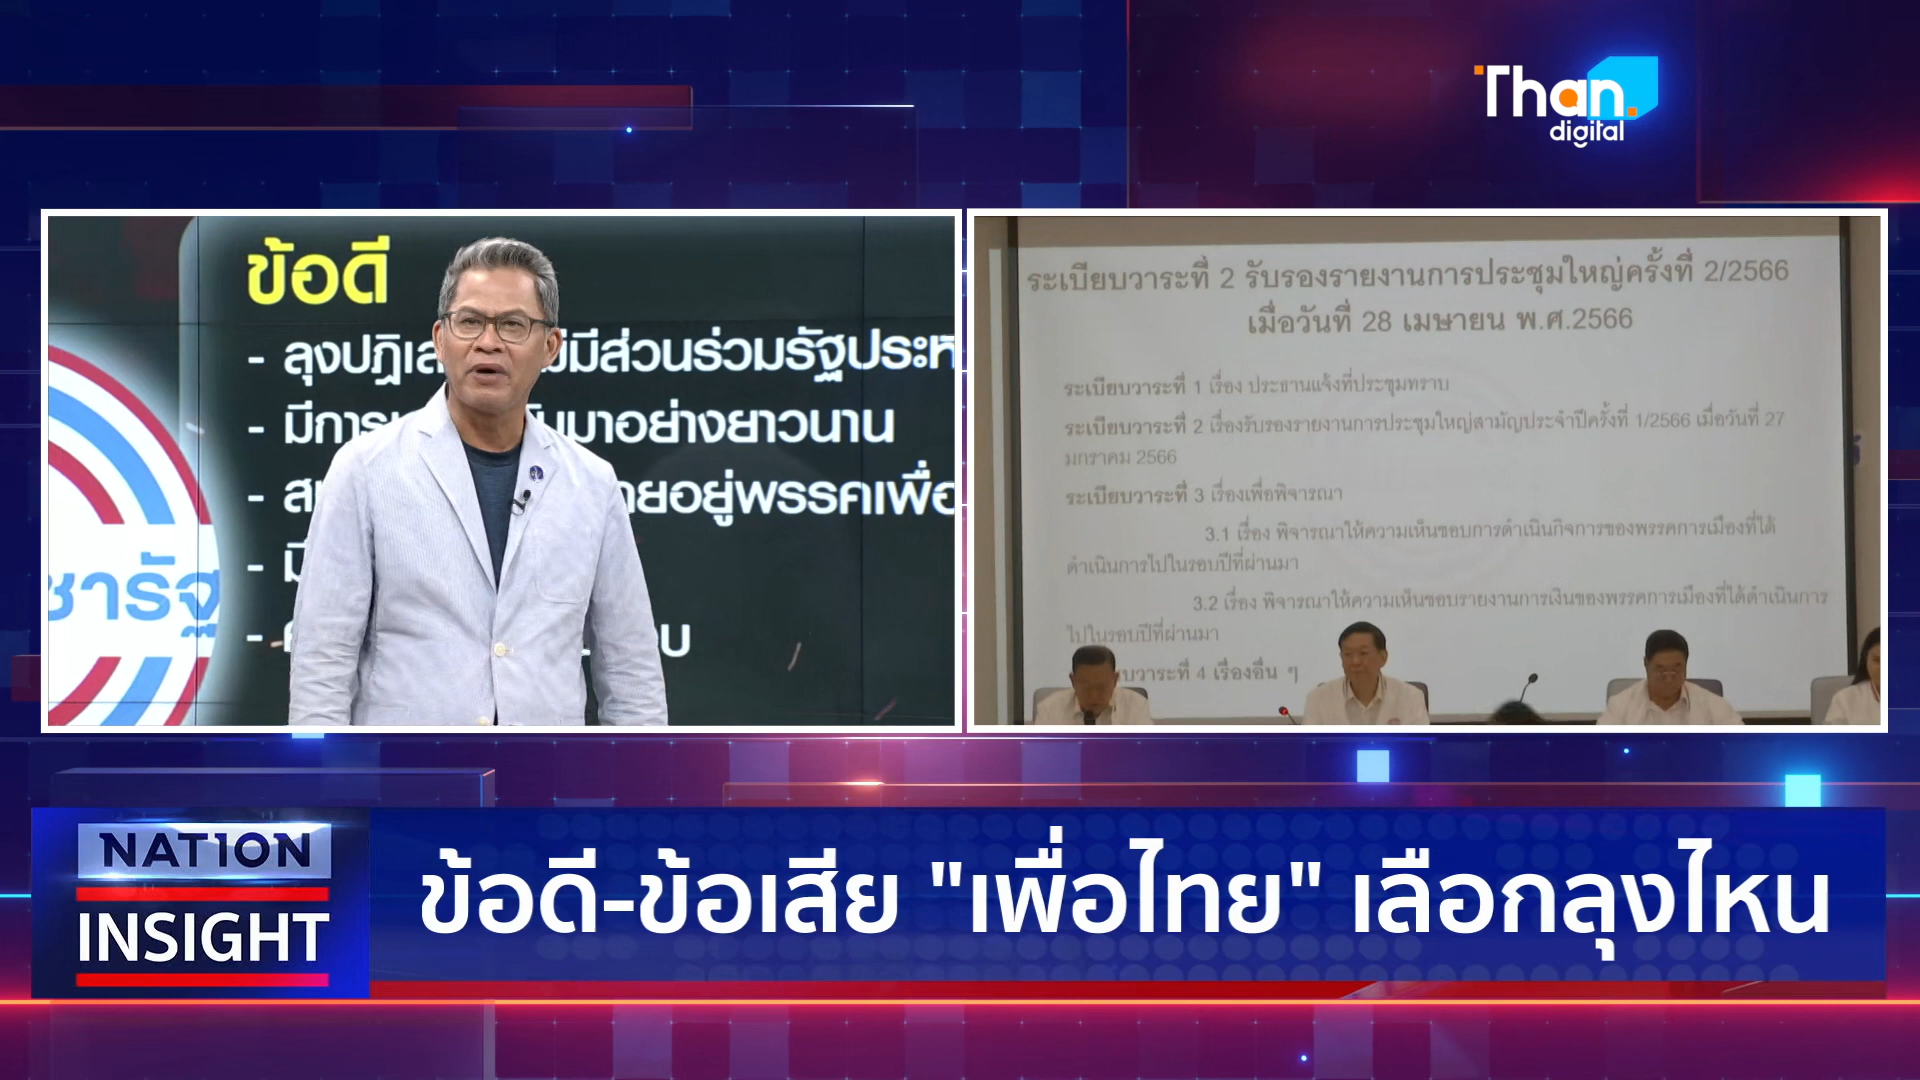 Than
digital
ข้อดี
- ลุงปฏิเส
มีส่วนร่วมรัฐประห
- มีการ
มาอย่างยาวนาน
- ส
ยอยู่พรรคเพื่อ
- มี
-
ชารัฐ
ระเบียบวาระที่ 2 รับรองรายงานการประชุมใหญ่ครั้งที่ 2/2566
เมื่อวันที่ 28 เมษายน พ.ศ.2566
ระเบียบวาระที่ 1 เรื่อง ประธานแจ้งที่ประชุมทราบ
ระเบียบวาระที่ 2 เรื่องรับรองรายงานการประชุมใหญ่สามัญประจำปีครั้งที่ 1/2566 เมื่อวันที่ 27
มกราคม 2566
ระเบียบวาระที่ 3 เรื่องเพื่อพิจารณา
3.1 เรื่อง พิจารณาให้ความเห็นชอบการดำเนินกิจการของพรรคการเมืองที่ได้
ดำเนินการไปในรอบปีที่ผ่านมา
3.2 เรื่อง พิจารณาให้ความเห็นชอบรายงานการเงินของพรรคการเมืองที่ได้ดำเนินการ
ไปในรอบปีที่ผ่านมา
บวาระที่ 4 เรื่องอื่น ๆ
NATION
INSIGHT
ข้อดี-ข้อเสีย "เพื่อไทย" เลือกลุงไหน